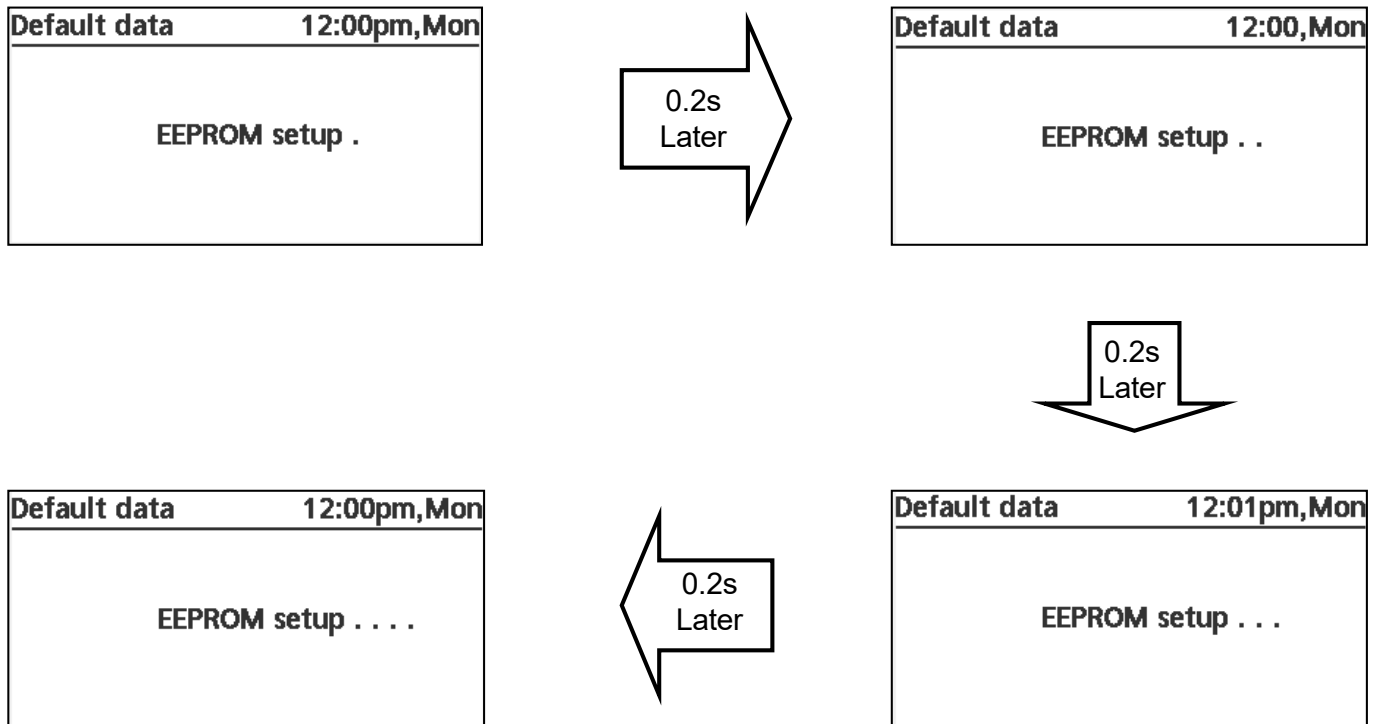 Default data 12:00pm,Mon
EEPROM setup .
0.2s
Later
Default data 12:00,Mon
EEPROM setup . .
0.2s
Later
Default data 12:01pm,Mon
EEPROM setup . . .
0.2s
Later
Default data 12:00pm,Mon
EEPROM setup . . . .